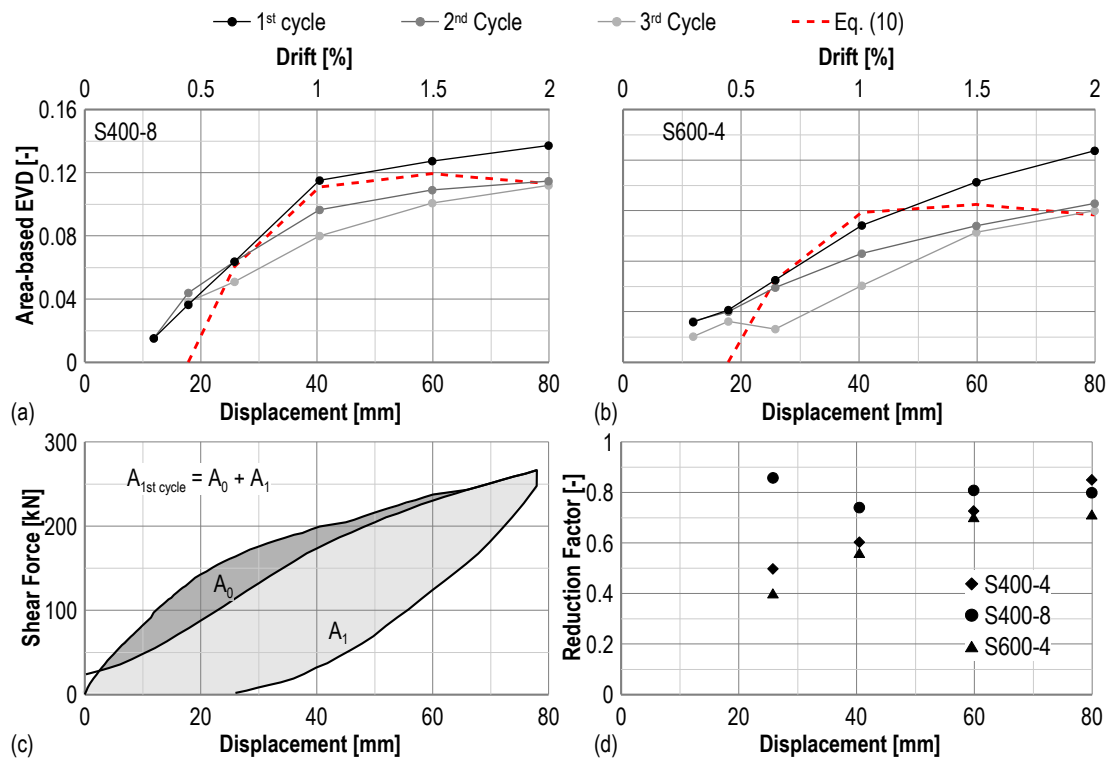 1st cycle 2nd Cycle 3rd Cycle Eq. (10)
Drift [%] Drift [%]
0 0.5 1 1.5 2 0 0.5 1 1.5 2
0.16
S400-8 S600-4
0.12
0.08
0.04
0
Area-based EVD [-]
0 20 40 60 80 0 20 40 60 80
(a) Displacement [mm] (b) Displacement [mm]
300 1
A1st cycle = A0 + A1
0.8
200
A0 0.6
S400-4
0.4
100
A1 S400-8
0.2
S600-4
0 0
Shear Force [kN] Reduction Factor [-]
0 20 40 60 80 0 20 40 60 80
(c) Displacement [mm] (d) Displacement [mm]